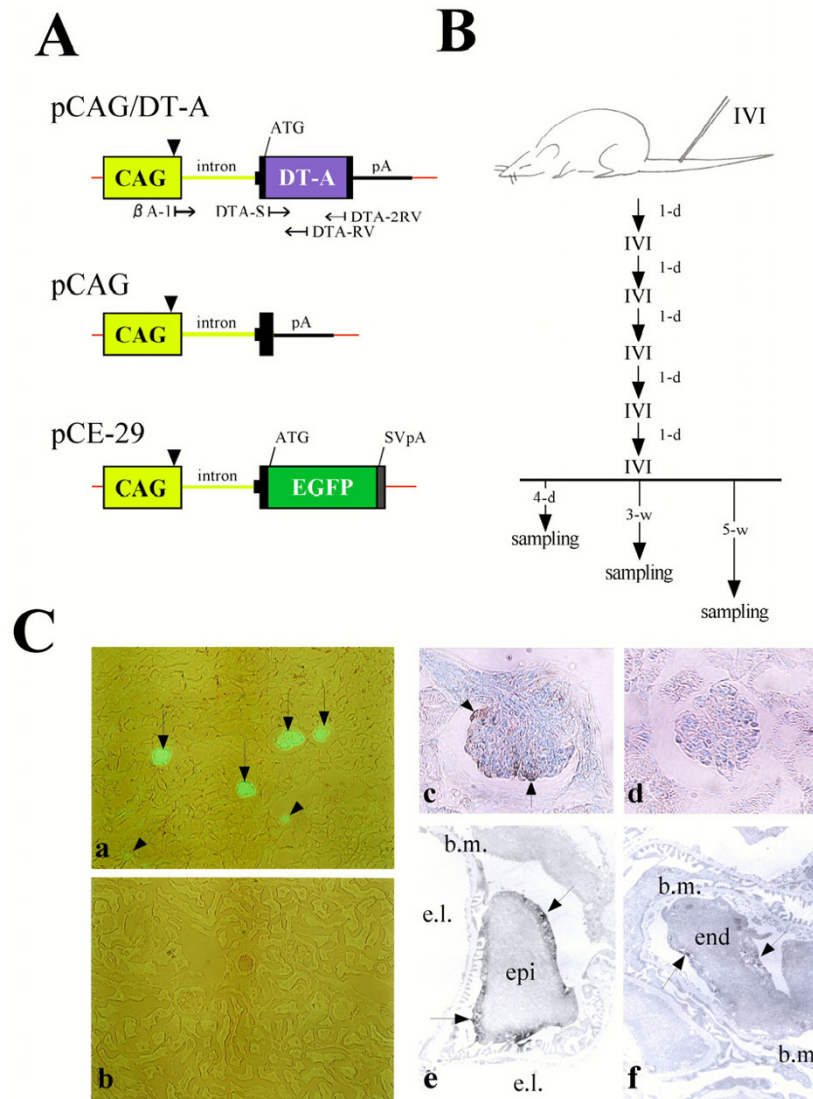 A
pCAG/DT-A
ATG
CAG
intron
DT-A
pA
β A-1
DTA-S
DTA-2RV
DTA-RV
pCAG
CAG
intron
pA
pCE-29
ATG
SVpA
CAG
intron
EGFP
B
IVI
1-d
IVI
1-d
IVI
1-d
IVI
1-d
IVI
1-d
IVI
4-d
3-w
5-w
sampling
sampling
sampling
C
a
b
c
d
b.m.
e.l.
epi
e
e.l.
b.m.
end
b.m
f